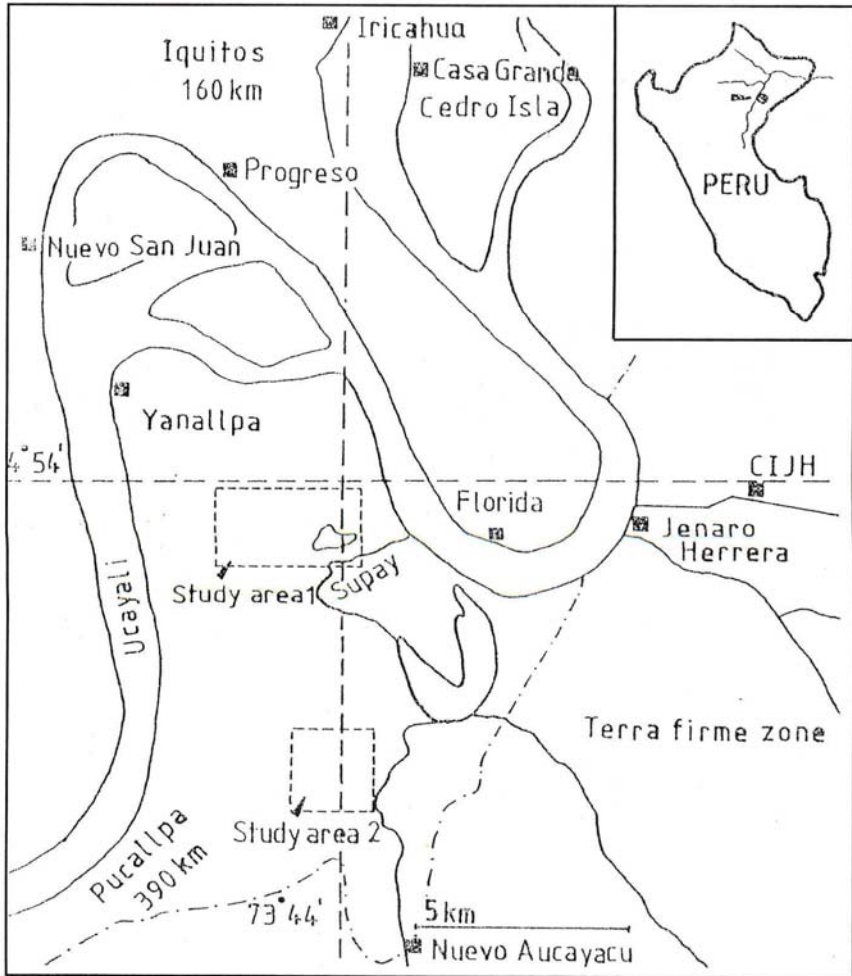 Iricahua
Iquitos
160 km
Casa Grande
Cedro Isla
PERU
Progreso
Nuevo San Juan
Yanallpa
4°54'
CIJH
Florida
Jenaro
Herrera
Study area 1
Supay
Ucayali
Terra firme zone
Study area 2
Pucallpa
390 km
73°44'
5 km
Nuevo Aucayacu